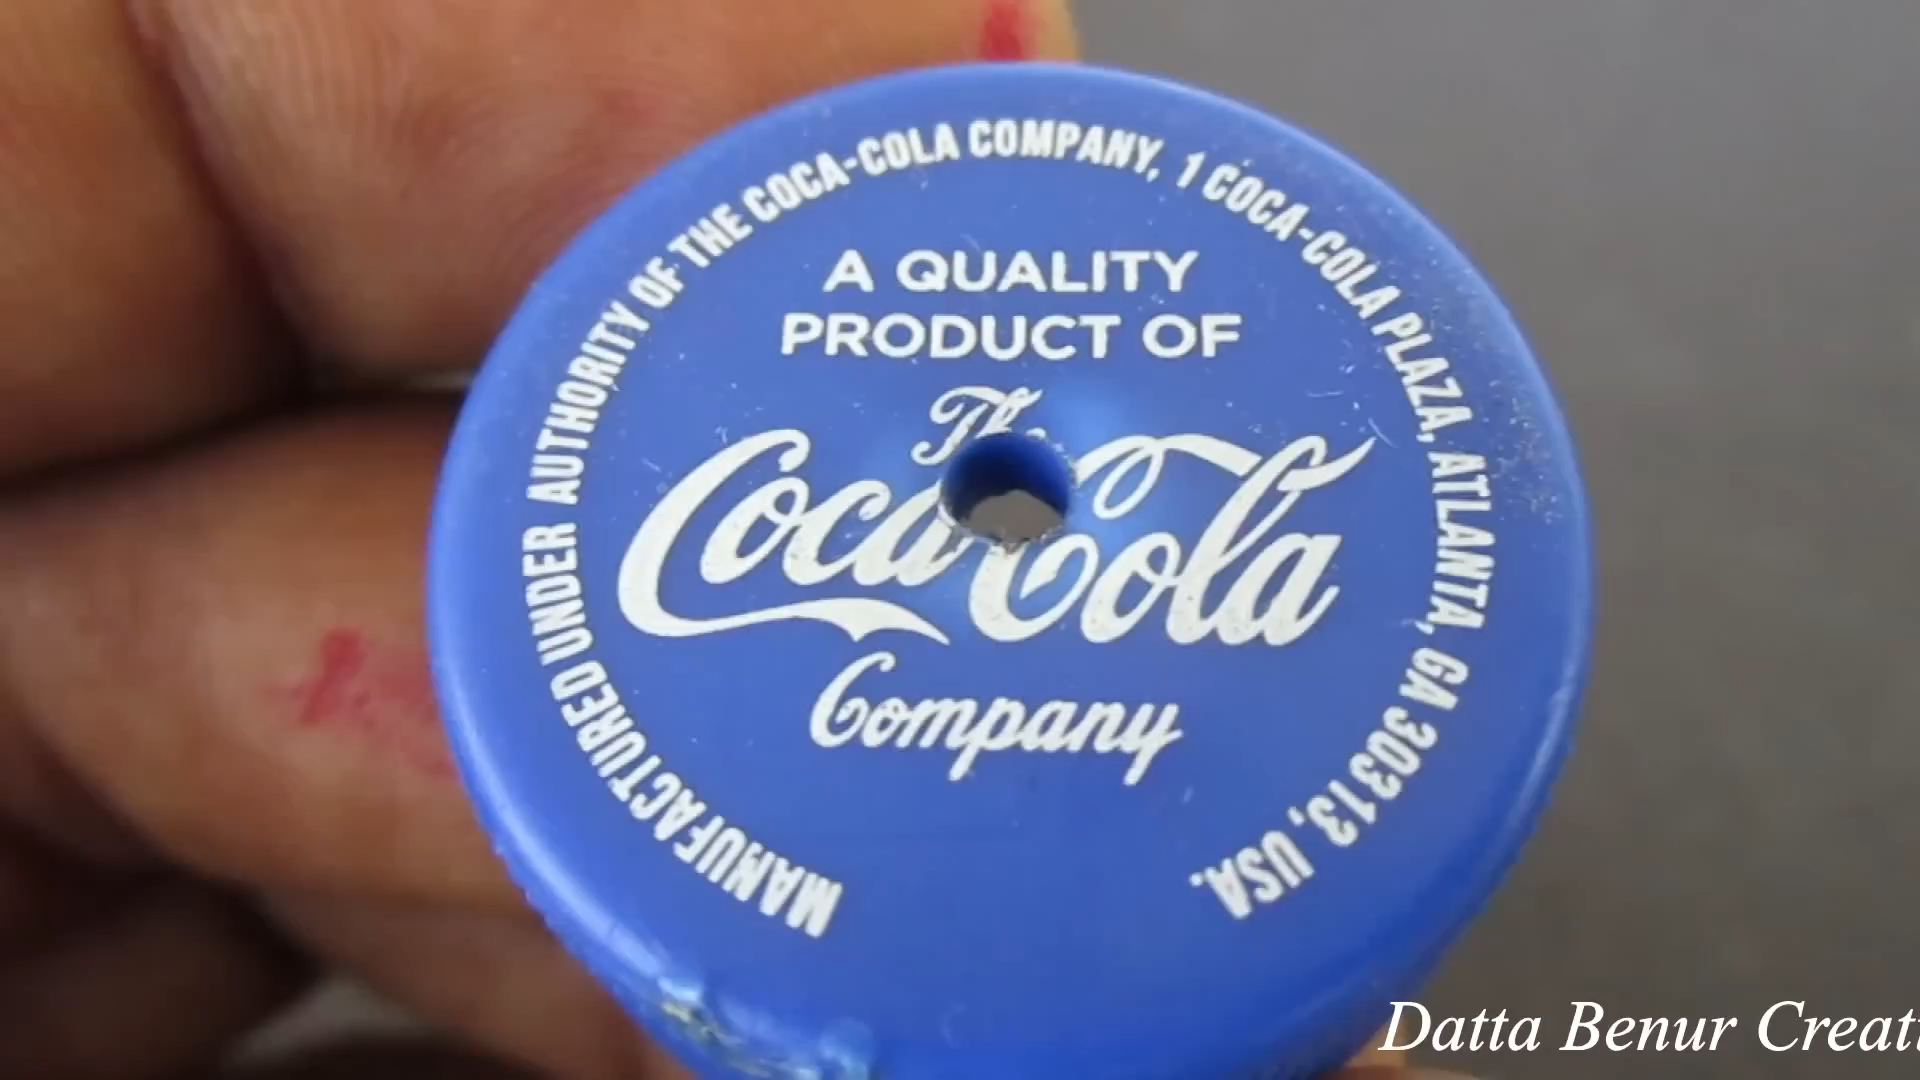 MANUFACTURED UNDER AUTHORITY OF THE COCA-COLA COMPANY, 1 COCA-COLA PLAZA, ATLANTA, GA 30313, USA.
A QUALITY
PRODUCT OF
The
Coca-Cola
Company
Datta Benur Creati